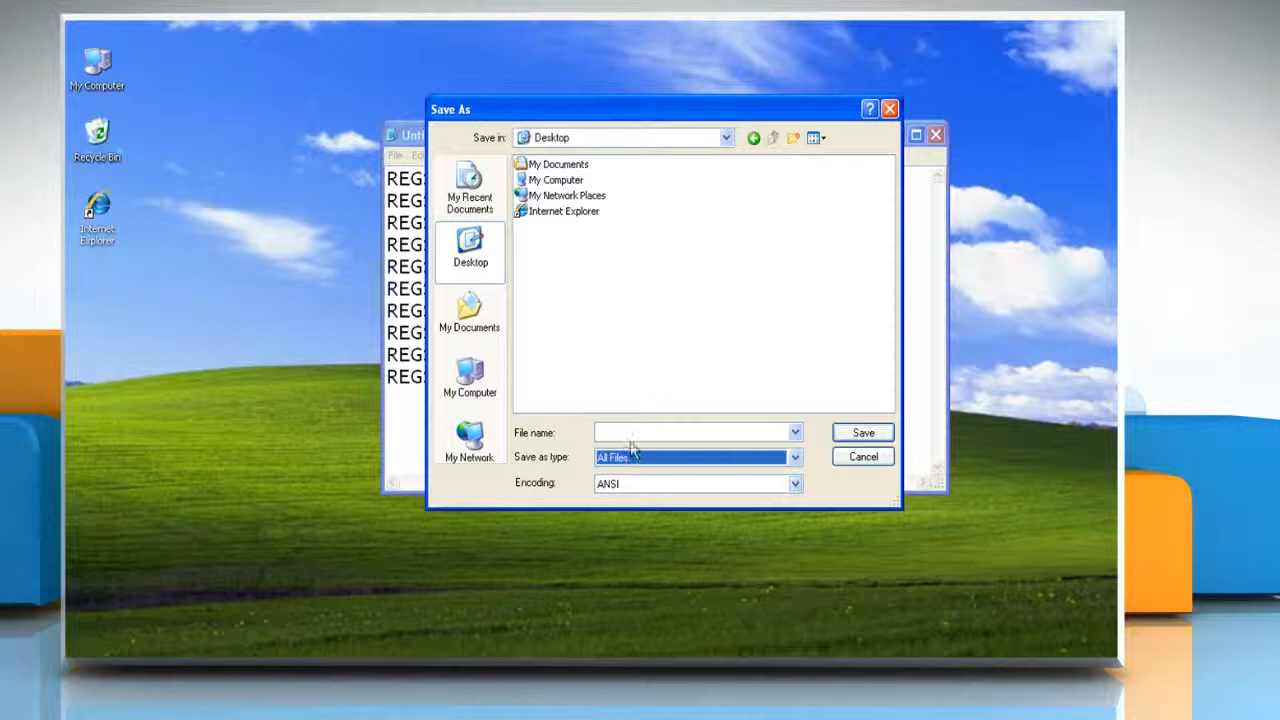 My Computer
Recycle Bin
Internet
Explorer
Save As
Save in:
Desktop
My Recent
Documents
Desktop
My Documents
My Computer
My Network
My Documents
My Computer
My Network Places
Internet Explorer
File name:
Save
Save as type:
All Files
Cancel
Encoding:
ANSI
File
REG
REG
REG
REG
REG
REG
REG
REG
REG
REG